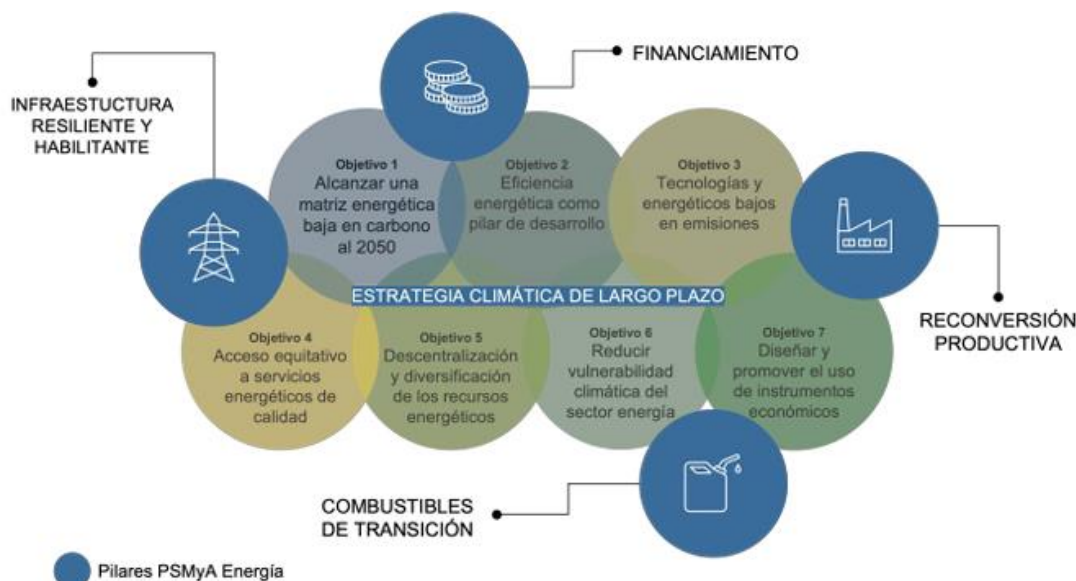 FINANCIAMIENTO
INFRAESTUCTURA
RESILIENTE Y
HABILITANTE
Objetivo 1
Alcanzar una
matriz energética
baja en carbono
al 2050
Objetivo 2
Eficiencia
energética como
pilar de desarrollo
Objetivo 3
Tecnologías y
energéticos bajos
en emisiones
ESTRATEGIA CLIMÁTICA DE LARGO PLAZO
RECONVERSIÓN
PRODUCTIVA
Objetivo 4
Acceso equitativo
a servicios
energéticos de
calidad
Objetivo 5
Descentralización
y diversificación
de los recursos
energéticos
Objetivo 6
Reducir
vulnerabilidad
climática del
sector energía
Objetivo 7
Diseñar y
promover el uso
de instrumentos
económicos
COMBUSTIBLES
DE TRANSICIÓN
Pilares PSMyA Energía